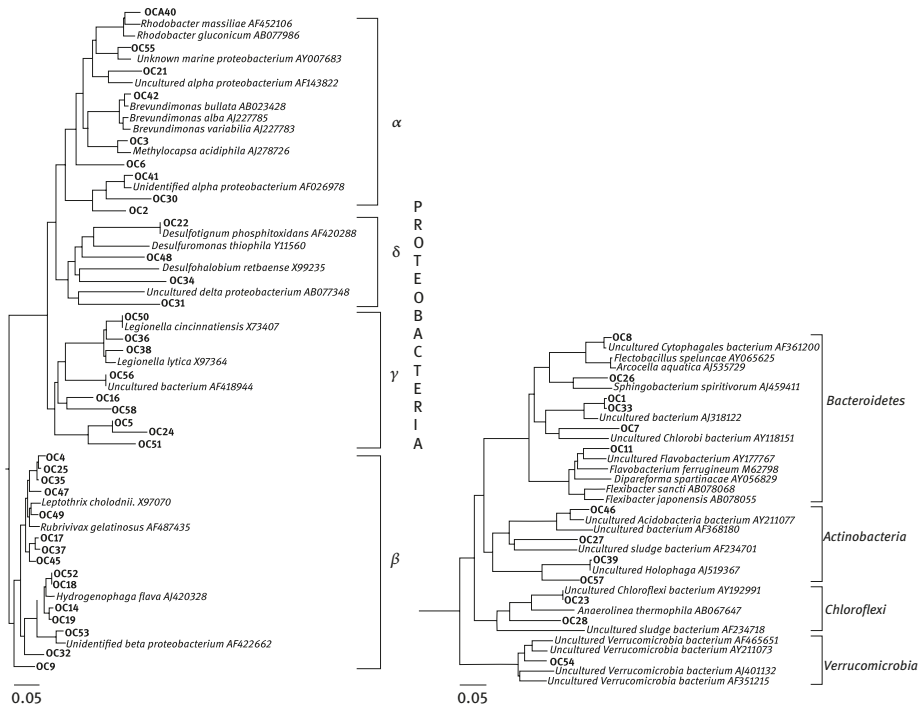 OCA40
Rhodobacter massiliae AF452106
Rhodobacter gluconicum AB077986
OC55
Unknown marine proteobacterium AY007683
OC21
Uncultured alpha proteobacterium AF143822
OC42
Brevundimonas bullata AB023428
Brevundimonas alba AJ227785
Brevundimonas variabilia AJ227783
OC3
Methylocapsa acidiphila AJ278726
OC6
OC41
Unidentified alpha proteobacterium AF026978
OC30
OC2
α
OC22
Desulfotignum phosphitoxidans AF420288
Desulfuromonas thiophila Y11560
OC48
Desulfohalobium retbaense X99235
OC34
Uncultured delta proteobacterium AB077348
OC31
δ
OC50
Legionella cincinnatiensis X73407
OC36
OC38
Legionella lytica X97364
OC56
Uncultured bacterium AF418944
OC16
OC58
OC5
OC24
OC51
γ
OC4
OC25
OC35
OC47
Leptothrix cholodnii. X97070
OC49
Rubrivivax gelatinosus AF487435
OC17
OC37
OC45
OC52
OC18
Hydrogenophaga flava AJ420328
OC14
OC19
OC53
Unidentified beta proteobacterium AF422662
OC32
OC9
β
PROTEOBACTERIA
0.05
OC8
Uncultured Cytophagales bacterium AF361200
Flectobacillus speluncae AY065625
Arcocella aquatica AJ535729
OC26
Sphingobacterium spiritivorum AJ459411
OC1
OC33
Uncultured bacterium AJ318122
OC7
Uncultured Chlorobi bacterium AY118151
OC11
Uncultured Flavobacterium AY177767
Flavobacterium ferrugineum M62798
Dipareforma spartinacae AY056829
Flexibacter sancti AB078068
Flexibacter japonensis AB078055
Bacteroidetes
OC46
Uncultured Acidobacteria bacterium AY211077
Uncultured bacterium AF368180
OC27
Uncultured sludge bacterium AF234701
OC39
Uncultured Holophaga AJ519367
OC57
Actinobacteria
Uncultured Chloroflexi bacterium AY192991
OC23
Anaerolinea thermophila AB067647
OC28
Uncultured sludge bacterium AF234718
Chloroflexi
Uncultured Verrucomicrobia bacterium AF465651
Uncultured Verrucomicrobia bacterium AY211073
OC54
Uncultured Verrucomicrobia bacterium AJ401132
Uncultured Verrucomicrobia bacterium AF351215
Verrucomicrobia
0.05